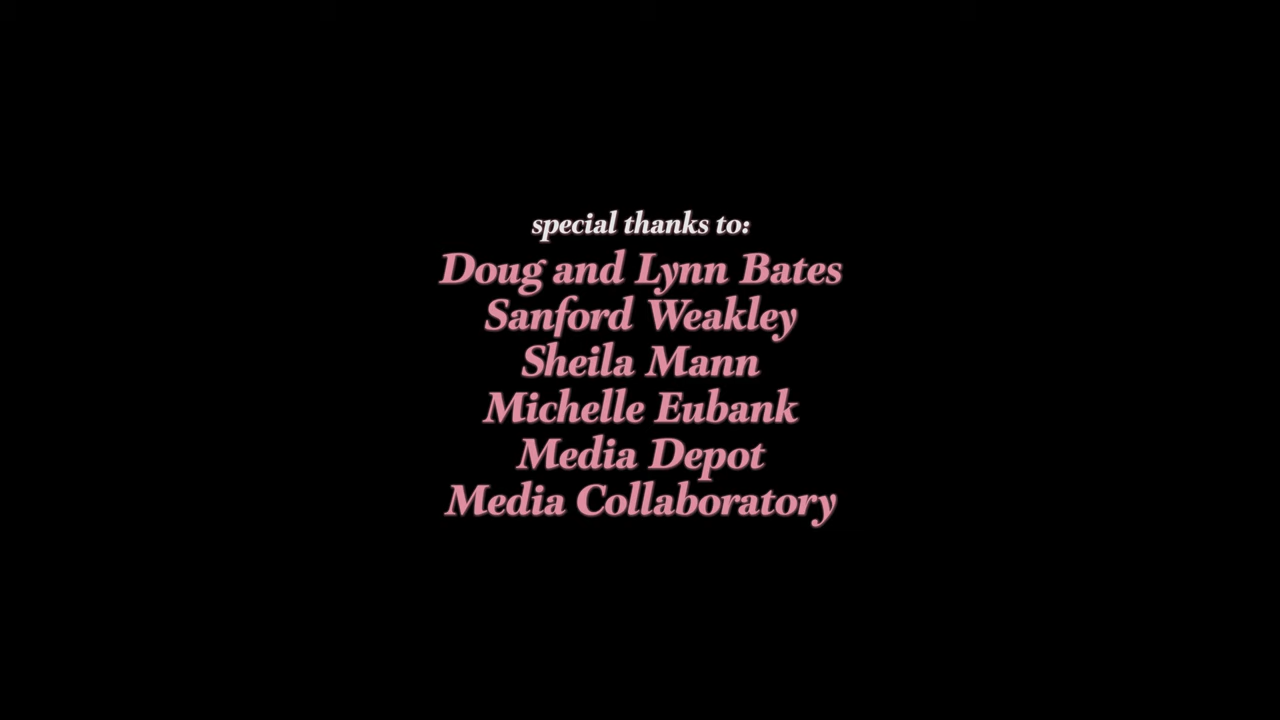 special thanks to:
Doug and Lynn Bates
Sanford Weakley
Sheila Mann
Michelle Eubank
Media Depot
Media Collaboratory